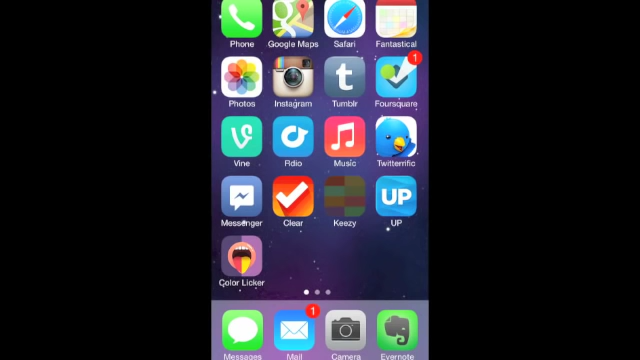 Phone Google Maps Safari Fantastical
1
Photos Instagram Tumblr Foursquare
Vine Rdio Music Twitterrific
UP
Messenger Clear Keezy UP
Color Licker
1
Messages Mail Camera Evernote